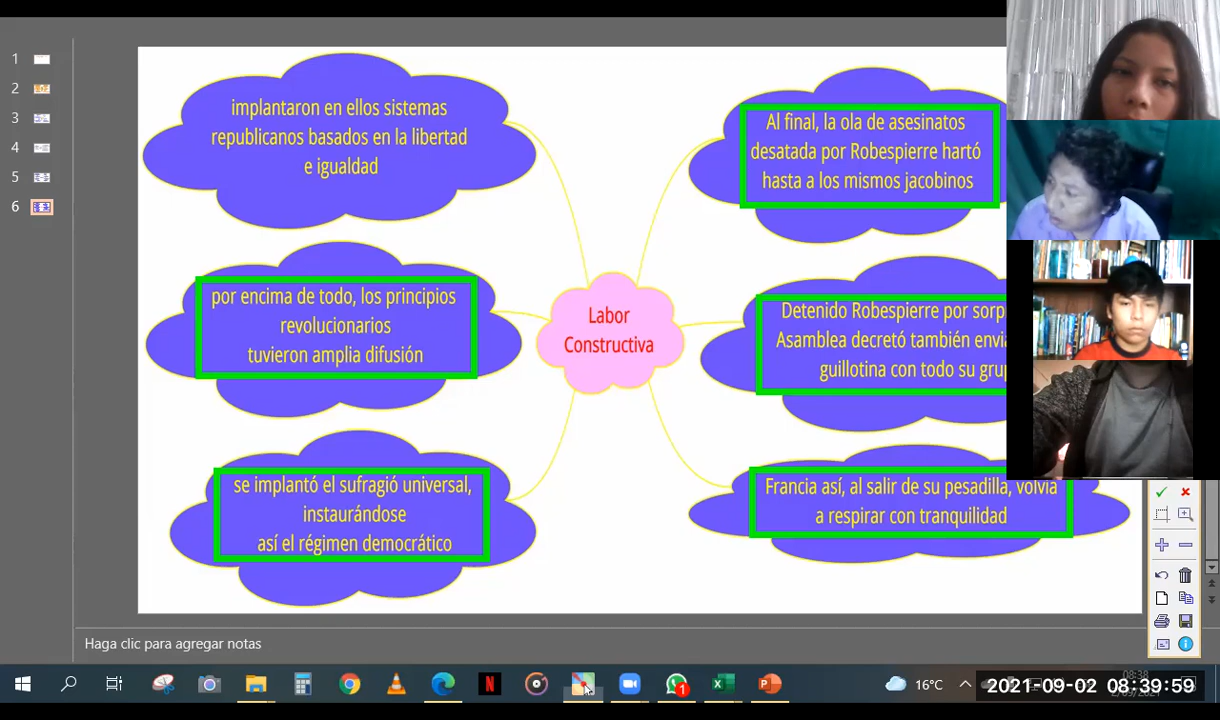 1
2
3
4
5
6
implantaron en ellos sistemas
republicanos basados en la libertad
e igualdad
por encima de todo, los principios
revolucionarios
tuvieron amplia difusión
se implantó el sufragió universal,
instaurándose
así el régimen democrático
Labor
Constructiva
Al final, la ola de asesinatos
desatada por Robespierre hartó
hasta a los mismos jacobinos
Detenido Robespierre por sorp
Asamblea decretó también envia
guillotina con todo su gru
Francia así, al salir de su pesadilla, volvía
a respirar con tranquilidad
Haga clic para agregar notas
16°C
2021-09-02 08:39:59